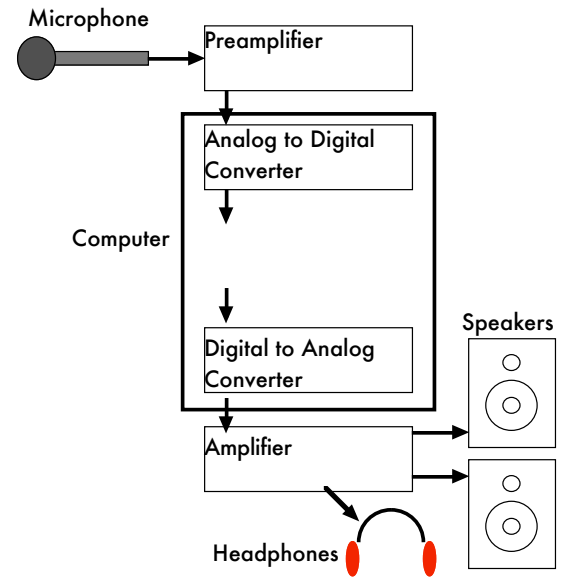 Microphone
Preamplifier
Analog to Digital
Converter
Computer
Speakers
Digital to Analog
Converter
Amplifier
Headphones